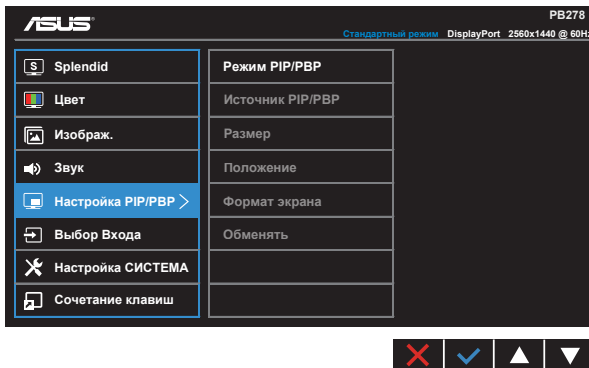 ASUS
PB278
Стандартный режим DisplayPort 2560x1440 @ 60Hz
S Splendid
Цвет
Изображ.
Звук
Настройка PIP/PBP
Выбор Входа
Настройка СИСТЕМА
Сочетание клавиш
Режим PIP/PBP
Источник PIP/PBP
Размер
Положение
Формат экрана
Обменять